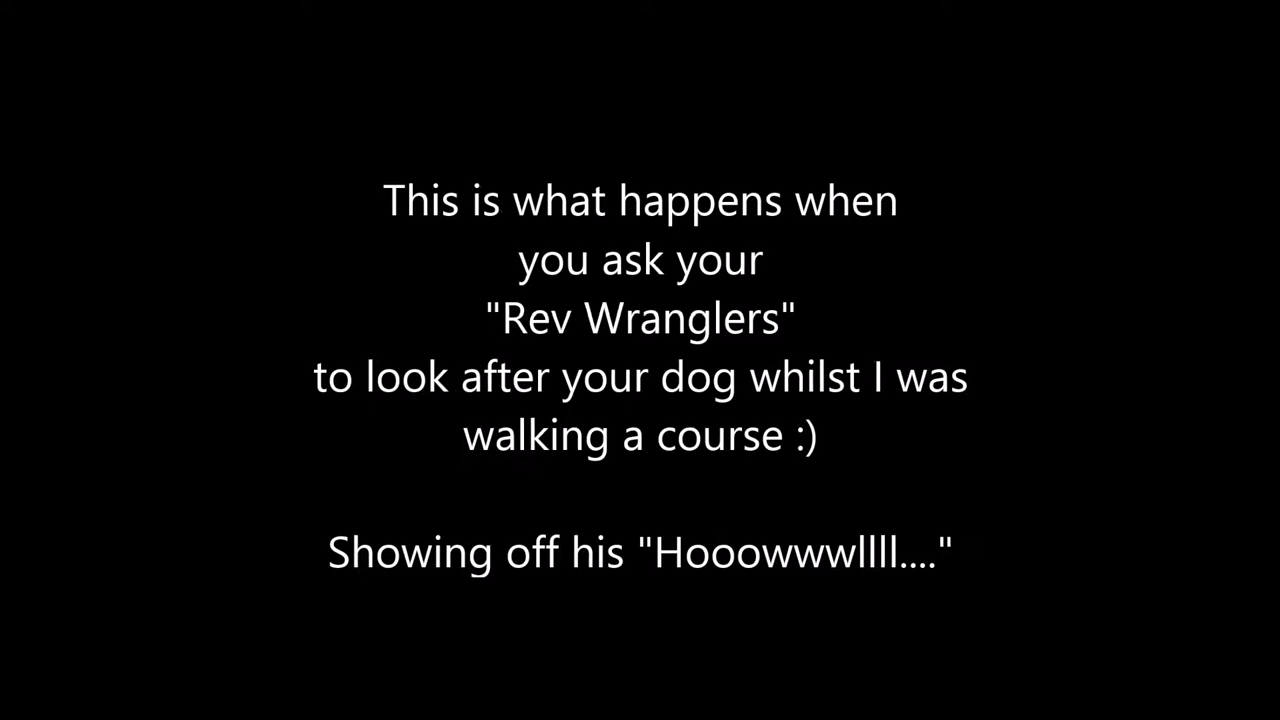 This is what happens when
you ask your
"Rev Wranglers"
to look after your dog whilst I was
walking a course :)
Showing off his "Hooowwwllll...."